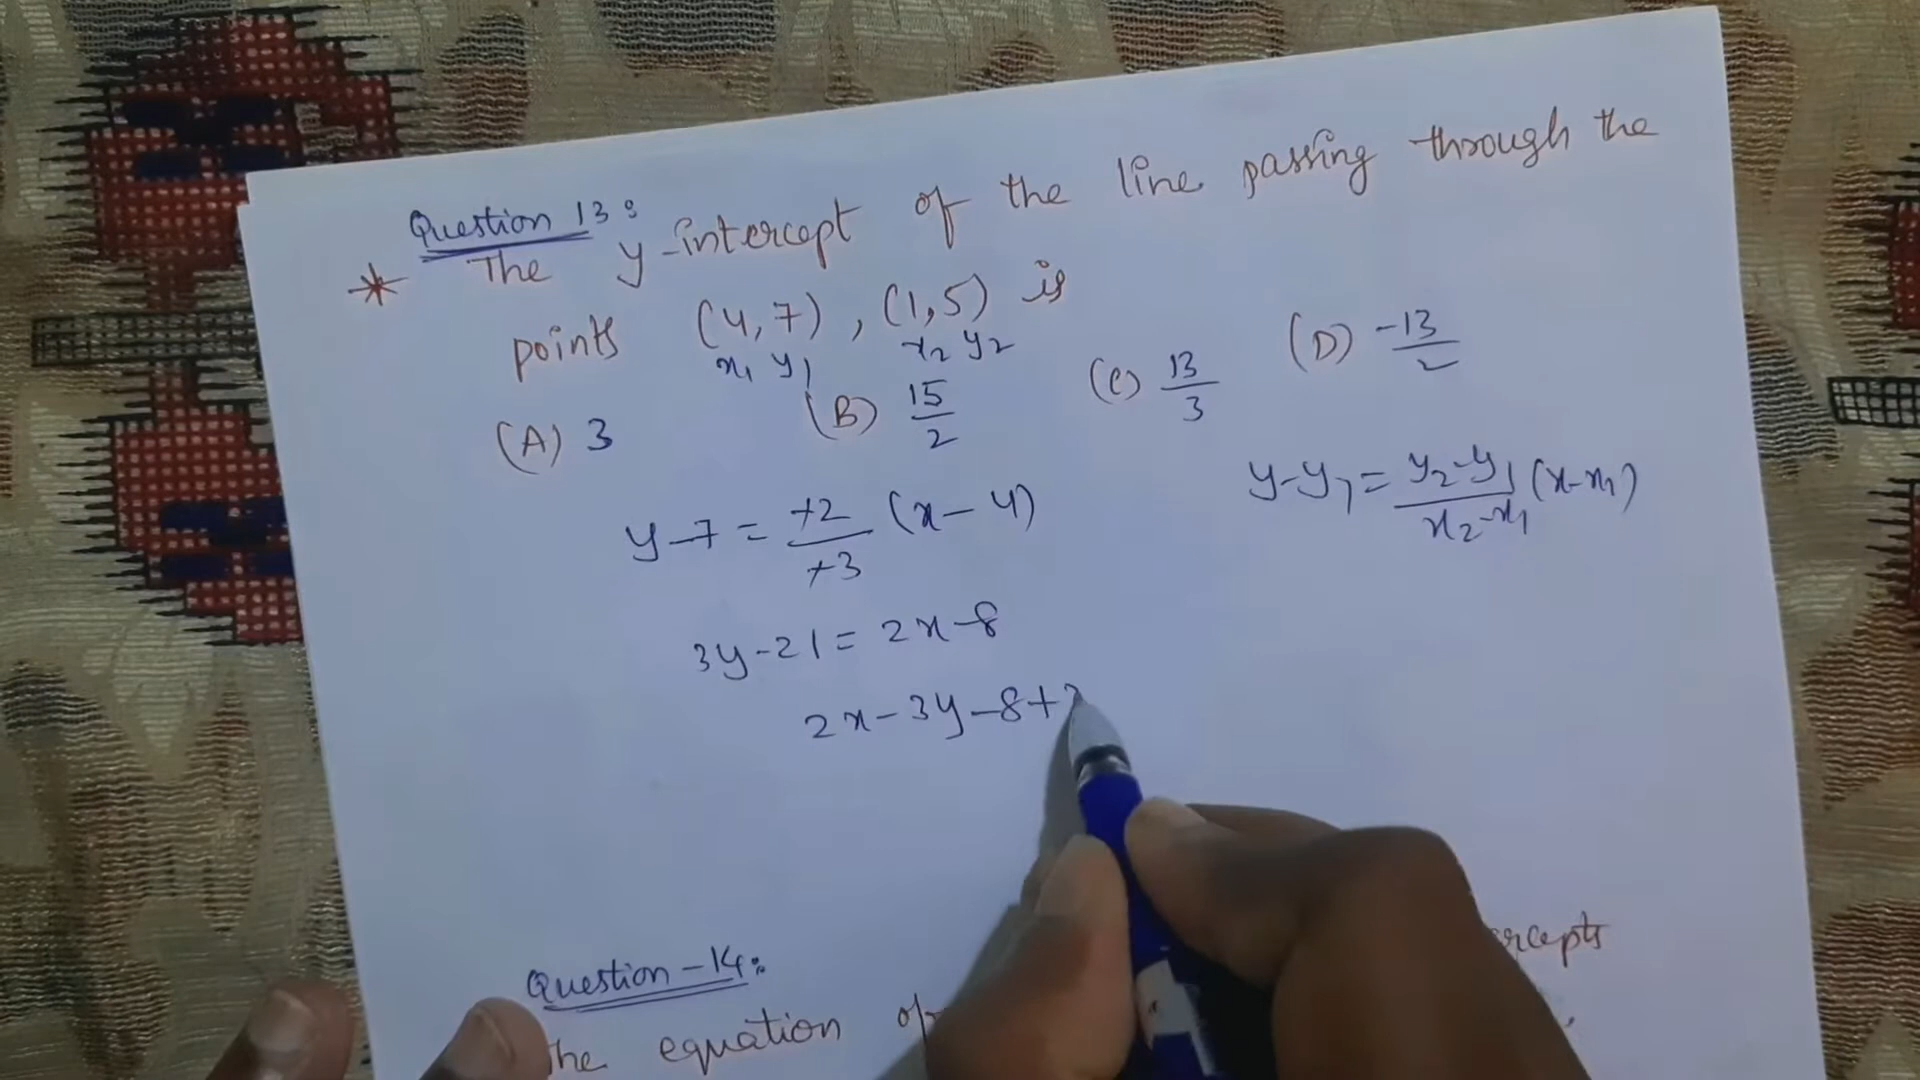 Question 13:
* The y-intercept of the line passing through the
points (4,7), (1,5) is
x₁ y₁ x₂ y₂
(A) 3 (B) 15/2 (C) 13/3 (D) -13/2
y-7 = +2/+3 (x-4) y-y₁ = y₂-y₁/x₂-x₁ (x-x₁)
3y-21 = 2x-8
2x-3y-8+
Question-14:
The equation of